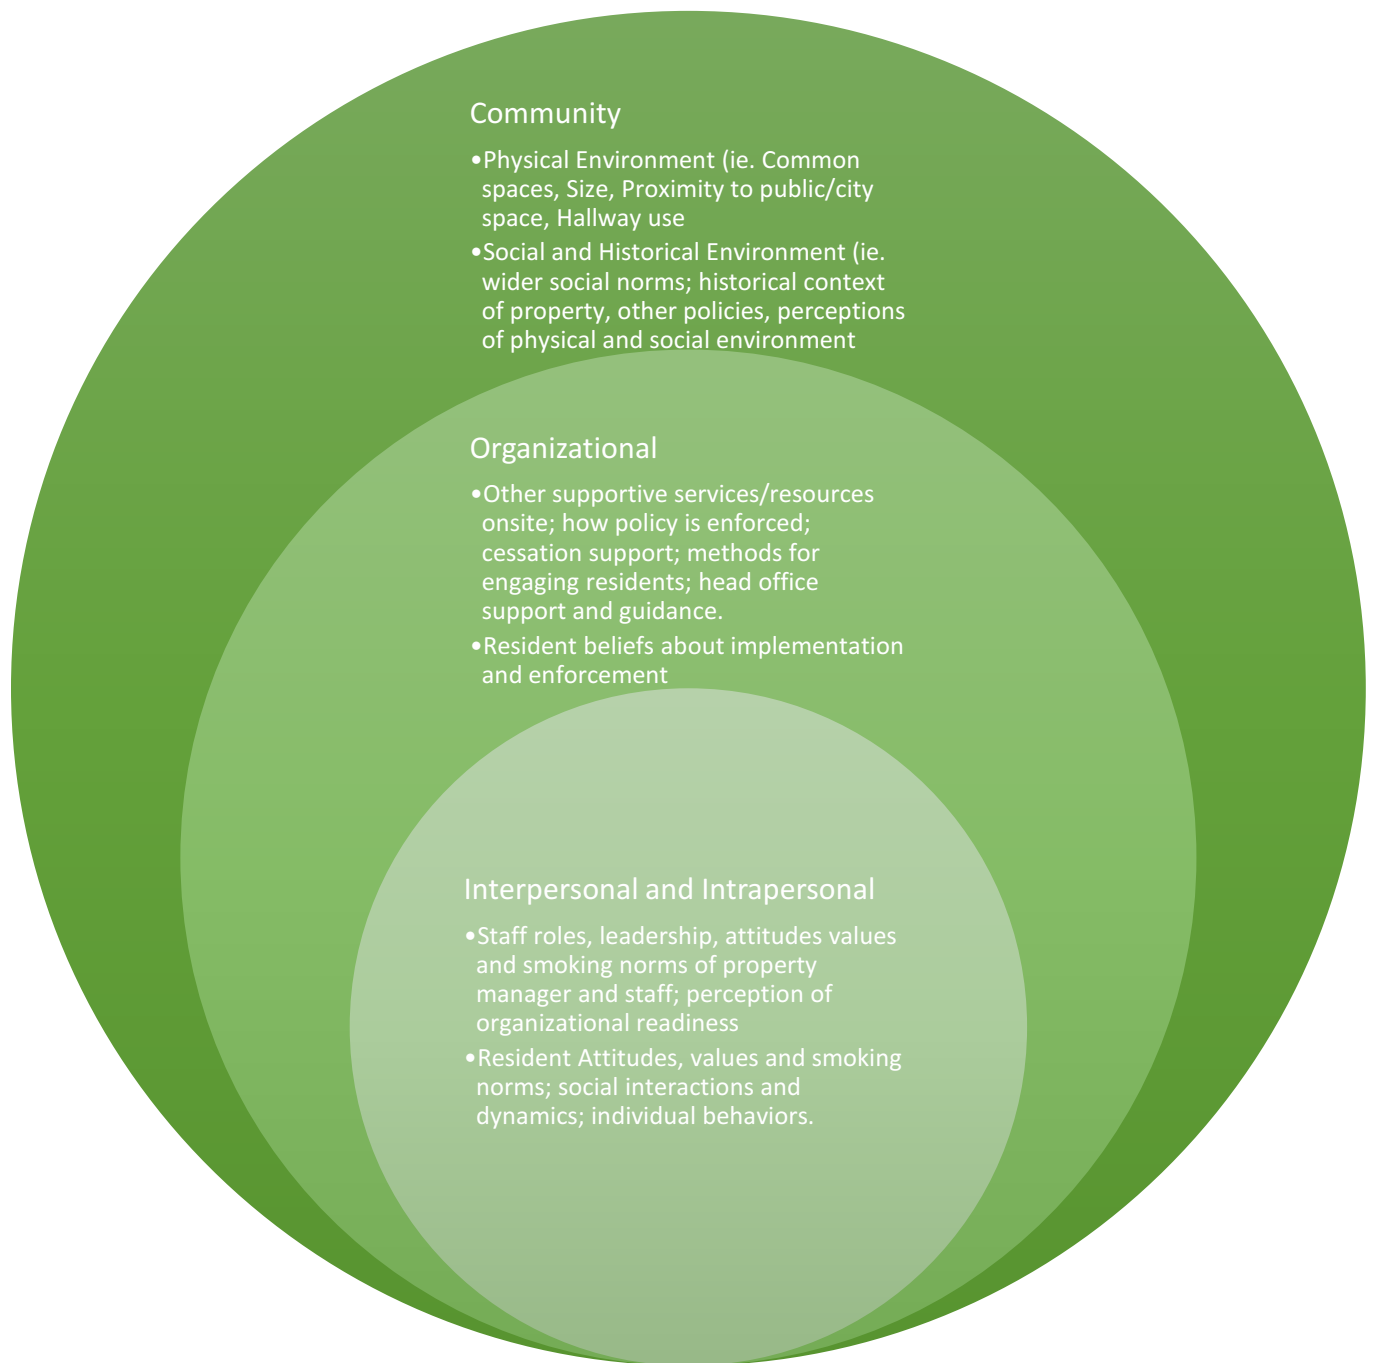 Community
•Physical Environment (ie. Common
spaces, Size, Proximity to public/city
space, Hallway use
•Social and Historical Environment (ie.
wider social norms; historical context
of property, other policies, perceptions
of physical and social environment
Organizational
•Other supportive services/resources
onsite; how policy is enforced;
cessation support; methods for
engaging residents; head office
support and guidance.
•Resident beliefs about implementation
and enforcement
Interpersonal and Intrapersonal
•Staff roles, leadership, attitudes values
and smoking norms of property
manager and staff; perception of
organizational readiness
•Resident Attitudes, values and smoking
norms; social interactions and
dynamics; individual behaviors.